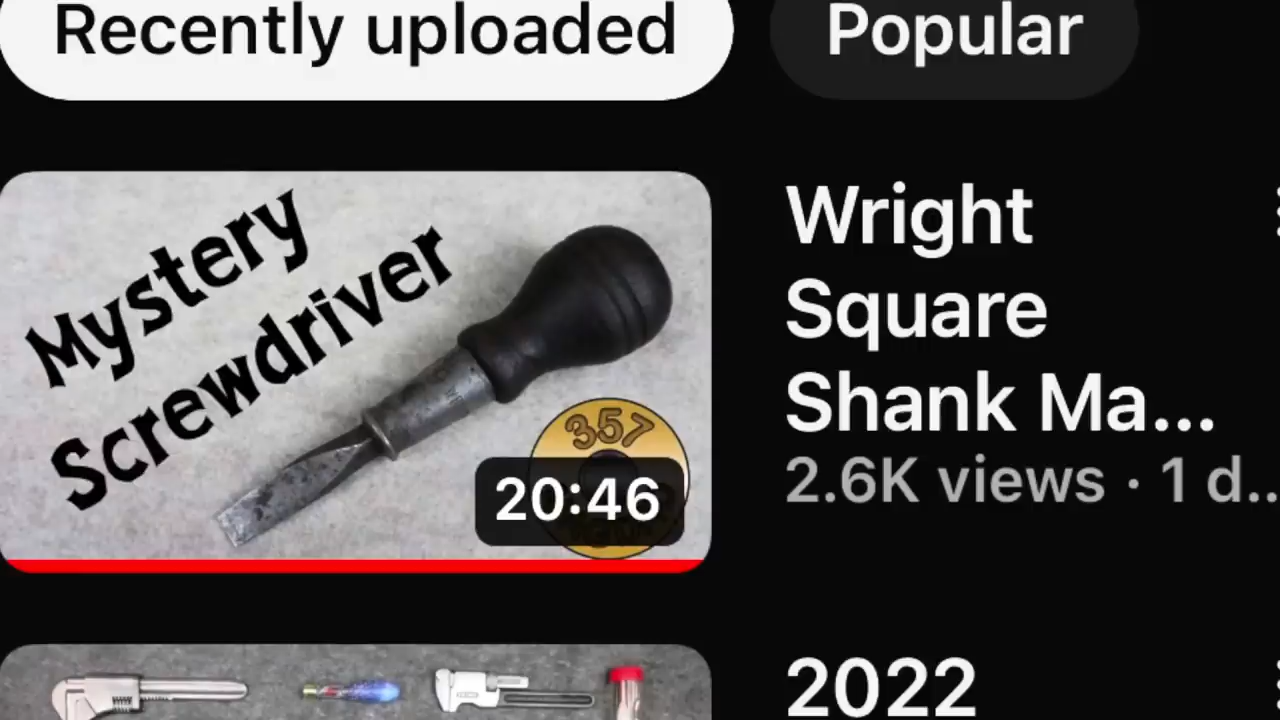 Recently uploaded
Popular
Mystery
Screwdriver
357
20:46
Wright
Square
Shank Ma...
2.6K views · 1 d..
2022